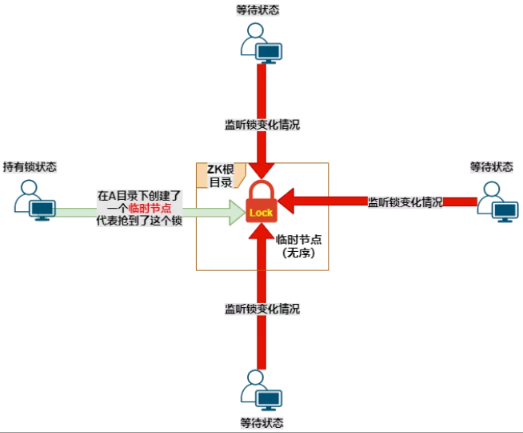 等待状态
监听锁变化情况
持有锁状态
ZK根
目录
等待状态
在A目录下创建了
一个临时节点
代表抢到了这个锁
Lock
监听锁变化情况
临时节点
（无序）
监听锁变化情况
等待状态